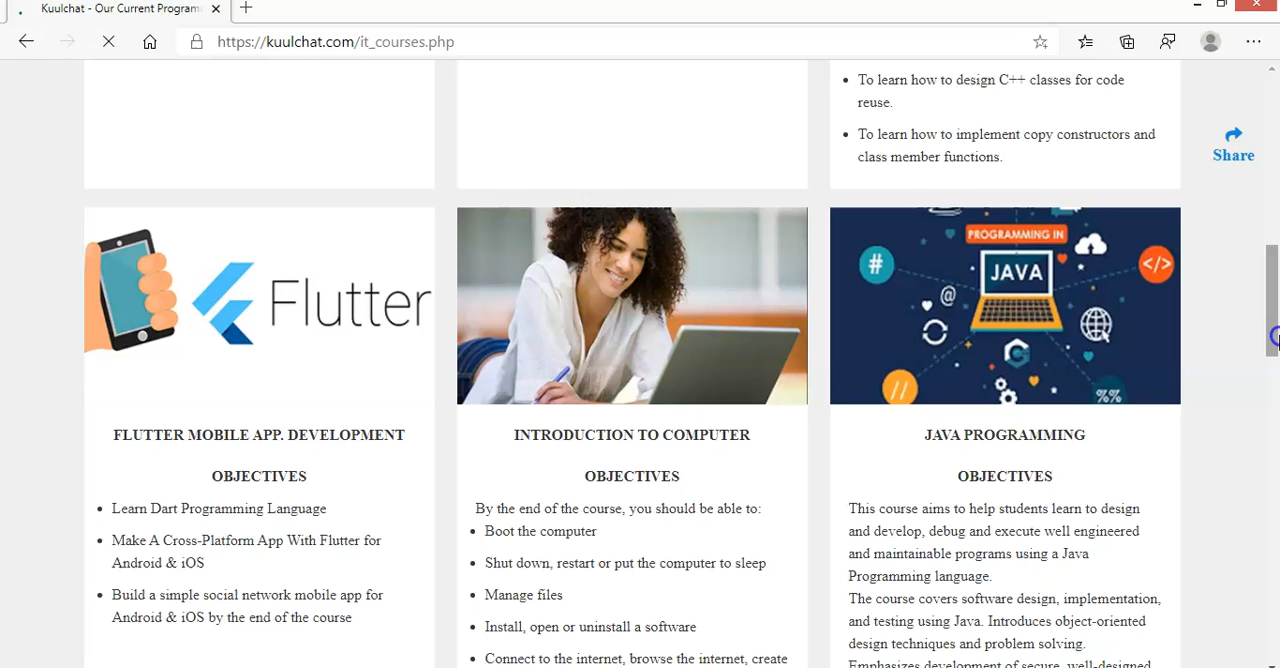 Kuulchat - Our Current Program
https://kuulchat.com/it_courses.php
To learn how to design C++ classes for code
reuse.
To learn how to implement copy constructors and
class member functions.
Share
Flutter
PROGRAMMING IN
JAVA
#
</>
@
//
%%
FLUTTER MOBILE APP. DEVELOPMENT
OBJECTIVES
Learn Dart Programming Language
Make A Cross-Platform App With Flutter for
Android & iOS
Build a simple social network mobile app for
Android & iOS by the end of the course
INTRODUCTION TO COMPUTER
OBJECTIVES
By the end of the course, you should be able to:
Boot the computer
Shut down, restart or put the computer to sleep
Manage files
Install, open or uninstall a software
Connect to the internet, browse the internet, create
JAVA PROGRAMMING
OBJECTIVES
This course aims to help students learn to design
and develop, debug and execute well engineered
and maintainable programs using a Java
Programming language.
The course covers software design, implementation,
and testing using Java. Introduces object-oriented
design techniques and problem solving.
Emphasizes development of secure, well-designed